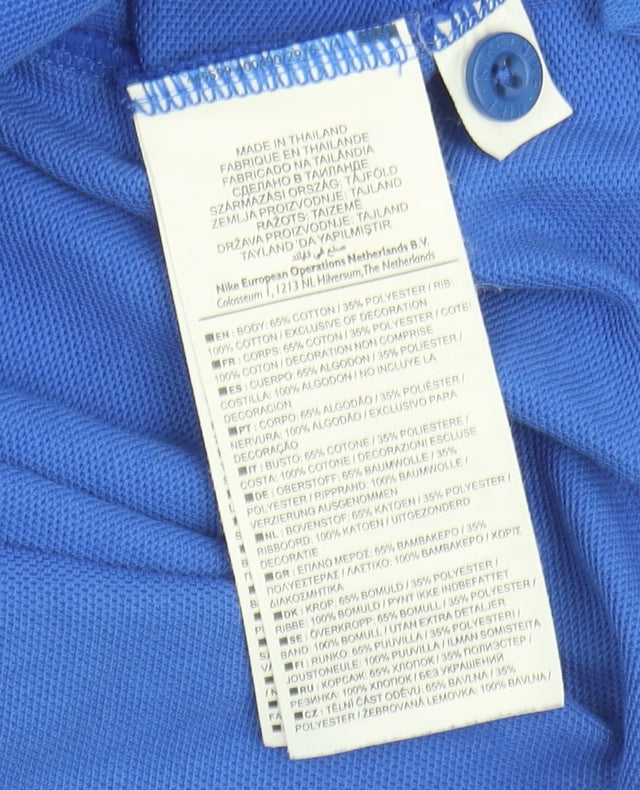 MADE IN THAILAND
FABRIQUE EN THAILANDE
FABRICADO NA TAILÂNDIA
СДЕЛАНО В ТАИЛАНДЕ
SZÁRMAZÁSI ORSZÁG: TÁJFÖLD
ZEMLJA PROIZVODNJE: TAJLAND
RAŽOTS: TAIZEMĒ
DRŽAVA PROIZVODNJE: TAJLAND
TAYLAND 'DA YAPILMIŞTIR
صنع في تايلاند
Nike European Operations Netherlands B.V.
Colosseum 1, 1213 NL Hilversum, The Netherlands
EN : BODY: 65% COTTON / 35% POLYESTER / RIB:
100% COTTON / EXCLUSIVE OF DECORATION
FR : CORPS: 65% COTON / 35% POLYESTER / COTE:
100% COTON / DECORATION NON COMPRISE
ES : CUERPO: 65% ALGODON / 35% POLIESTER /
COSTILLA: 100% ALGODON / NO INCLUYE LA
DECORACION
PT : CORPO: 65% ALGODÃO / 35% POLIÉSTER /
NERVURA: 100% ALGODÃO / EXCLUSIVO PARA
DECORAÇÃO
IT : BUSTO: 65% COTONE / 35% POLIESTERE /
COSTA: 100% COTONE / DECORAZIONI ESCLUSE
DE : OBERSTOFF: 65% BAUMWOLLE / 35%
POLYESTER / RIPPRAND: 100% BAUMWOLLE /
VERZIERUNG AUSGENOMMEN
NL : BOVENSTOF: 65% KATOEN / 35% POLYESTER /
RIBBOORD: 100% KATOEN / UITGEZONDERD
DECORATIE
GR : ΕΠΑΝΩ ΜΕΡΟΣ: 65% ΒΑΜΒΑΚΕΡΟ / 35%
ΠΟΛΥΕΣΤΕΡΑΣ / ΛΑΣΤΙΧΟ: 100% ΒΑΜΒΑΚΕΡΟ / ΧΩΡΙΣ
ΔΙΑΚΟΣΜΗΤΙΚΑ
DK : KROP: 65% BOMULD / 35% POLYESTER /
RIBBE: 100% BOMULD / PYNT IKKE INDBEFATTET
SE : ÖVERKROPP: 65% BOMULL / 35% POLYESTER /
BAND: 100% BOMULL / UTAN EXTRA DETALJER
FI : RUNKO: 65% PUUVILLA / 35% POLYESTERI /
JOUSTONEULE: 100% PUUVILLA / ILMAN SOMISTEITA
RU : КОРСАЖ: 65% ХЛОПОК / 35% ПОЛИЭСТЕР /
РЕЗИНКА: 100% ХЛОПОК / БЕЗ УКРАШЕНИЙ
CZ : TĚLNÍ ČÁST ODĚVU: 65% BAVLNA / 35%
POLYESTER / ŽEBROVANÁ LEMOVKA: 100% BAVLNA /